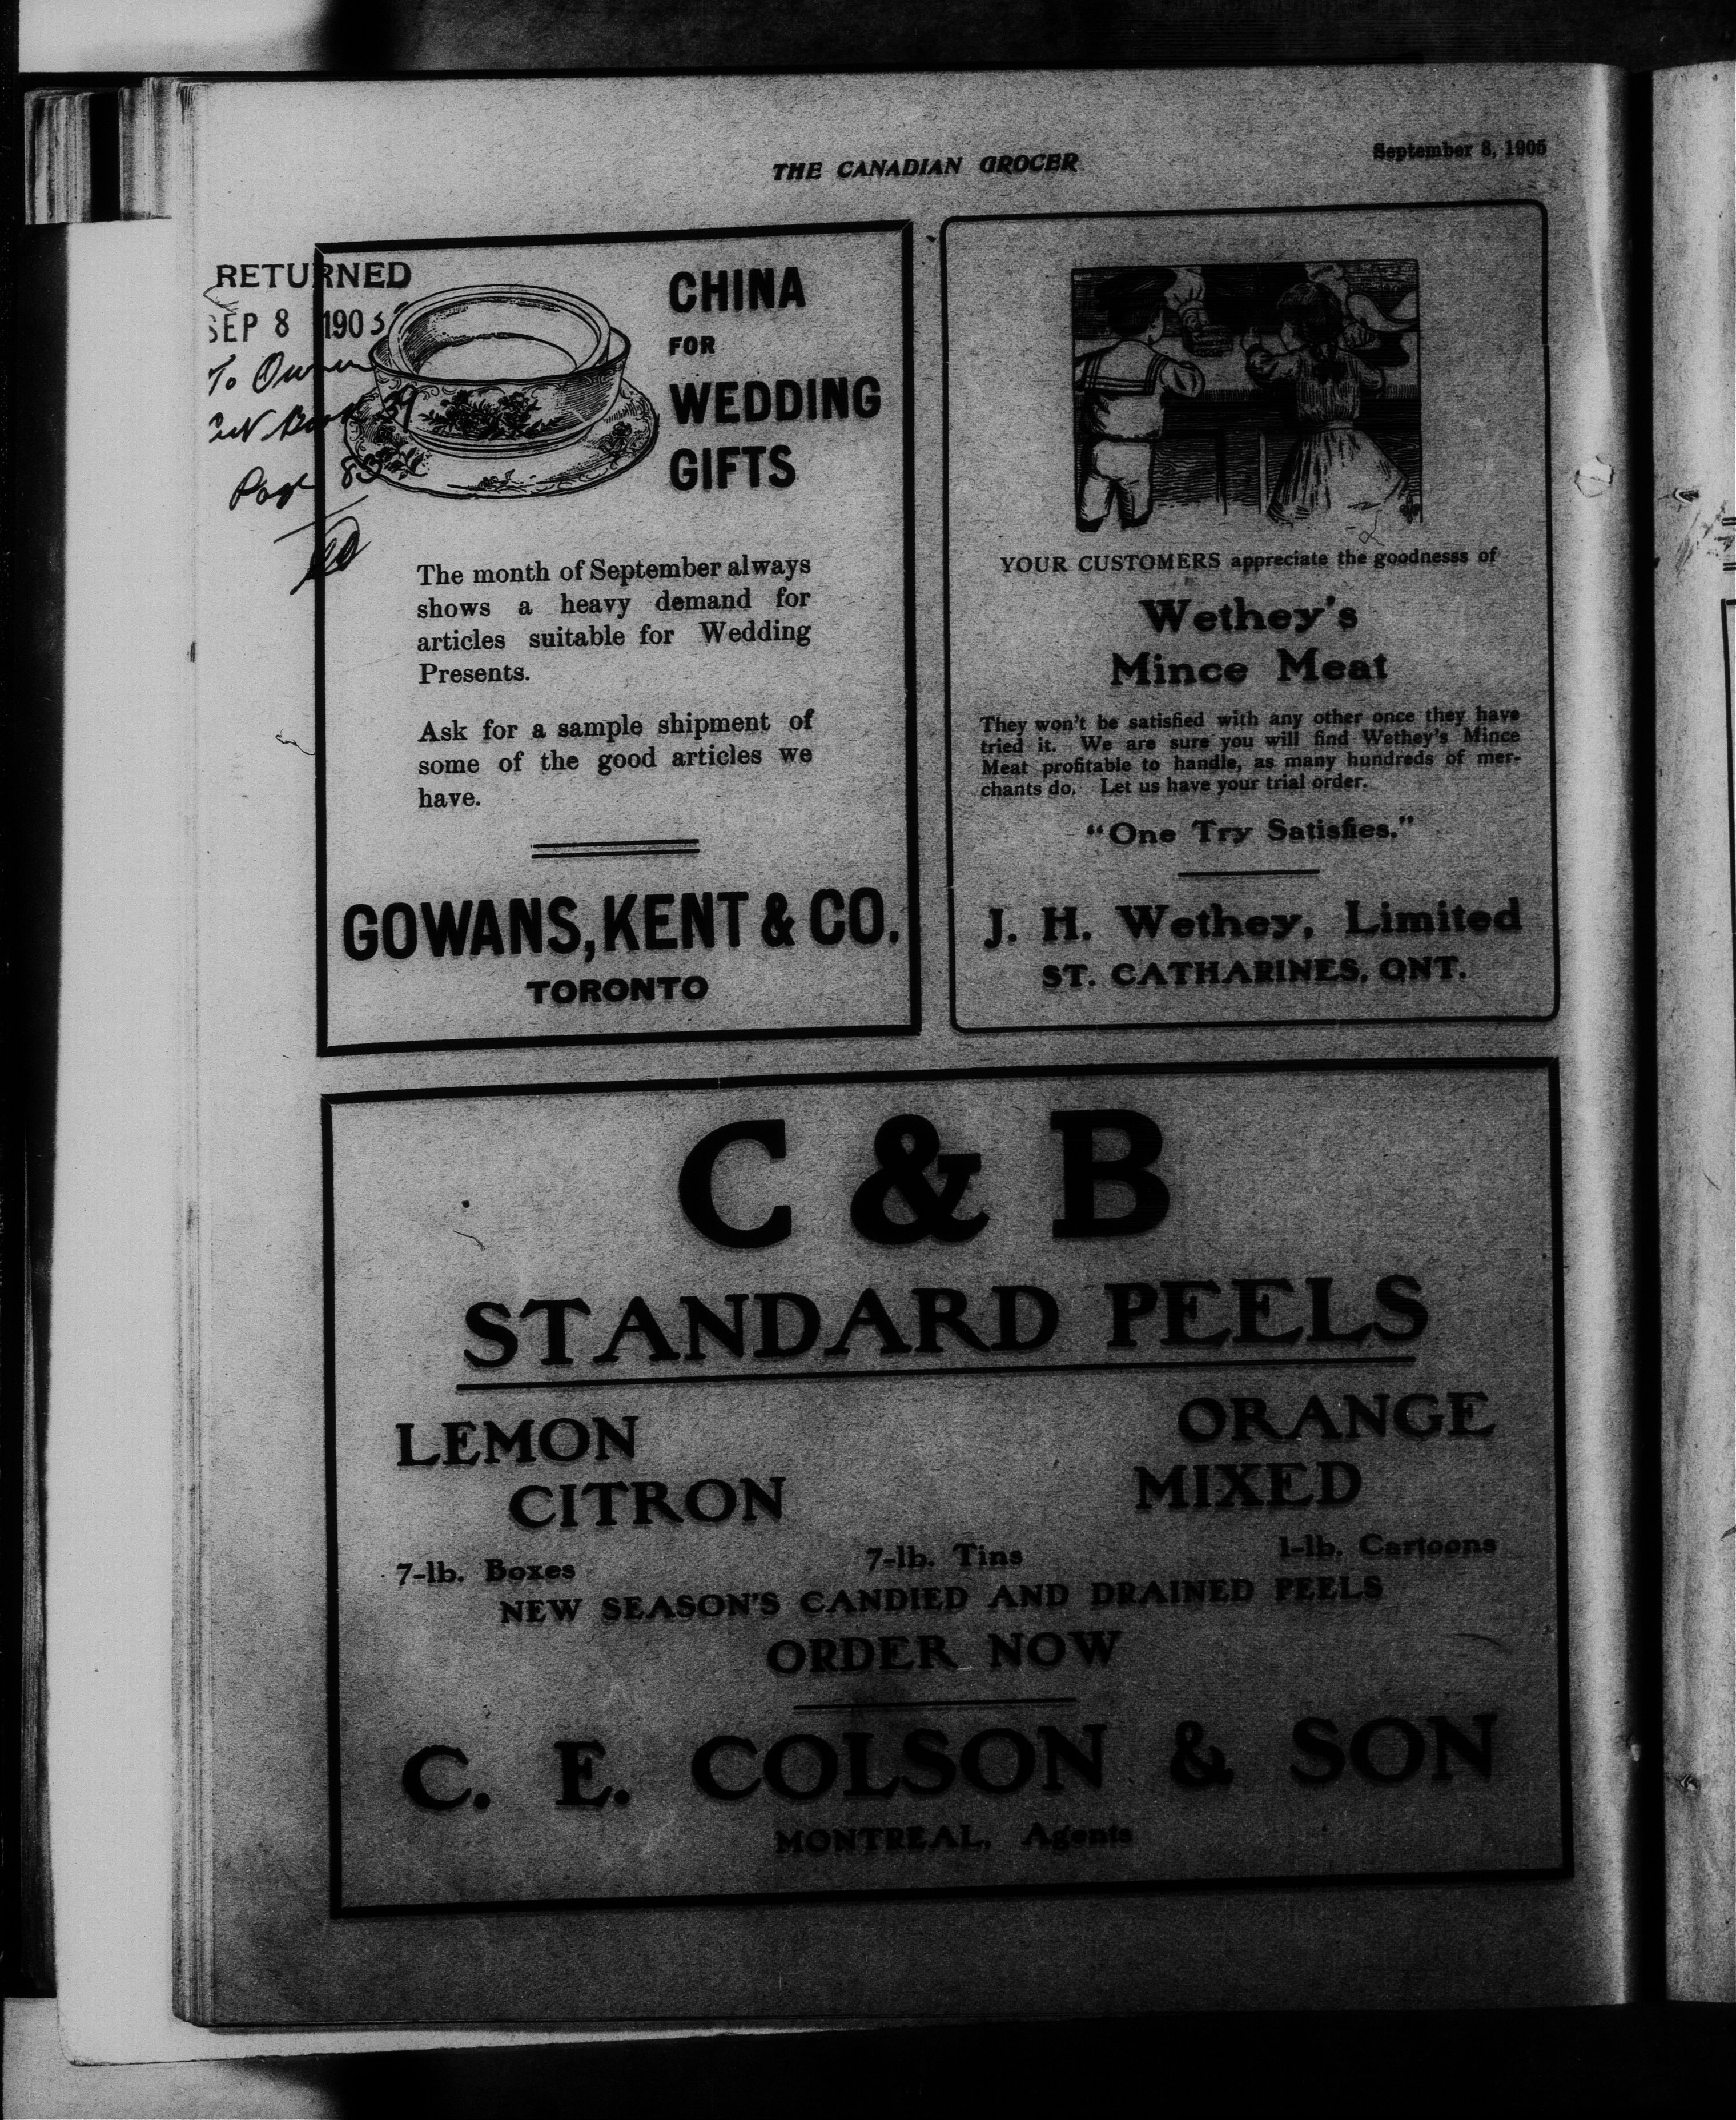 THE CANADIAN GROCER
September 8, 1905
RETURNED
SEP 8 1905
To Owner
Cut Book 39
Page 83
CHINA
FOR
WEDDING
GIFTS
The month of September always
shows a heavy demand for
articles suitable for Wedding
Presents.
Ask for a sample shipment of
some of the good articles we
have.
GOWANS, KENT & CO.
TORONTO
YOUR CUSTOMERS appreciate the goodnesss of
Wethey's
Mince Meat
They won't be satisfied with any other once they have
tried it. We are sure you will find Wethey's Mince
Meat profitable to handle, as many hundreds of mer-
chants do. Let us have your trial order.
"One Try Satisfies."
J. H. Wethey, Limited
ST. CATHARINES, ONT.
C & B
STANDARD PEELS
LEMON
ORANGE
CITRON
MIXED
7-lb. Boxes
7-lb. Tins
1-lb. Cartoons
NEW SEASON'S CANDIED AND DRAINED PEELS
ORDER NOW
C. E. COLSON & SON
MONTREAL, Agents